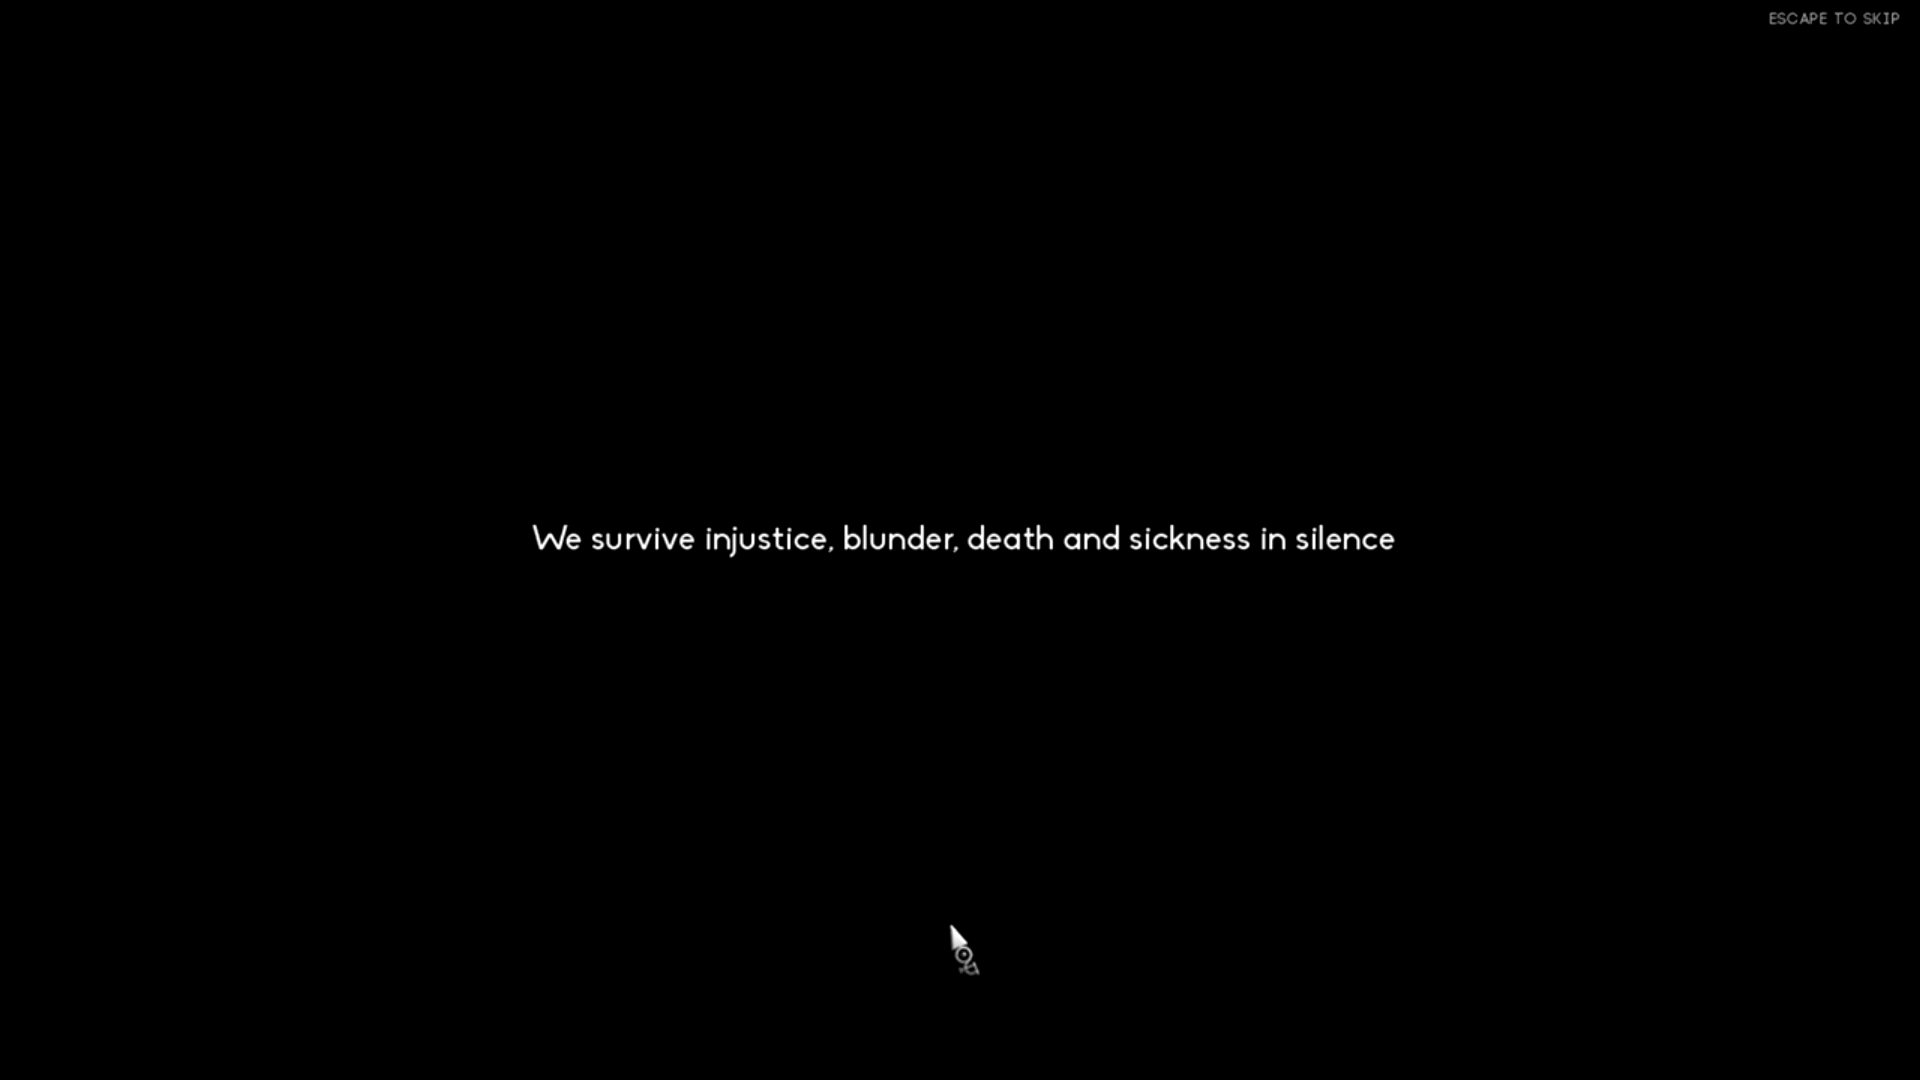 ESCAPE TO SKIP
We survive injustice, blunder, death and sickness in silence